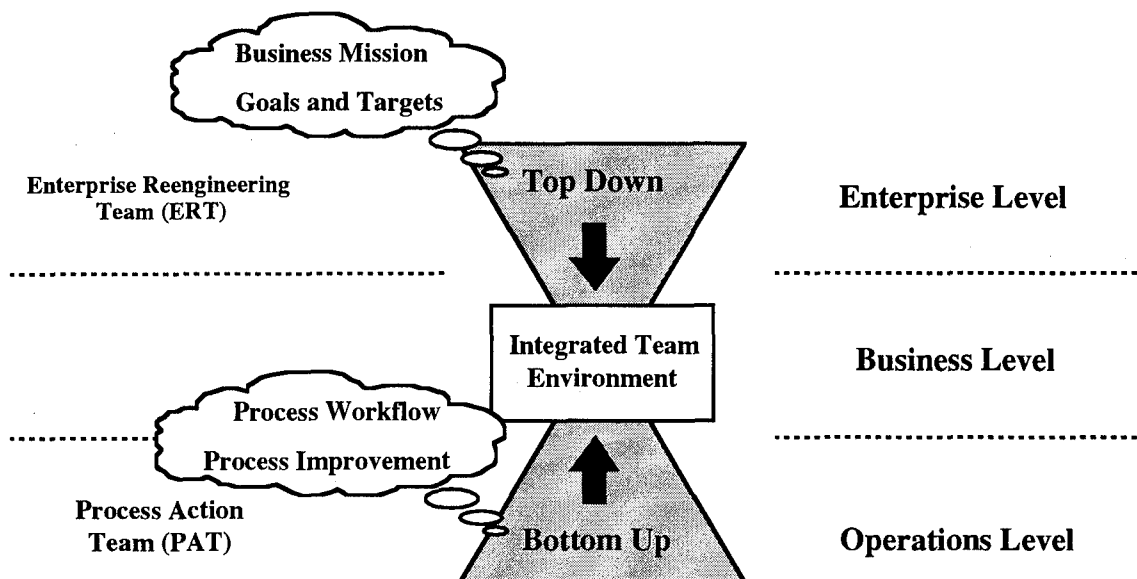 Business Mission
Goals and Targets
Enterprise Reengineering
Team (ERT)
Top Down
Enterprise Level
Integrated Team
Environment
Business Level
Process Workflow
Process Improvement
Process Action
Team (PAT)
Bottom Up
Operations Level